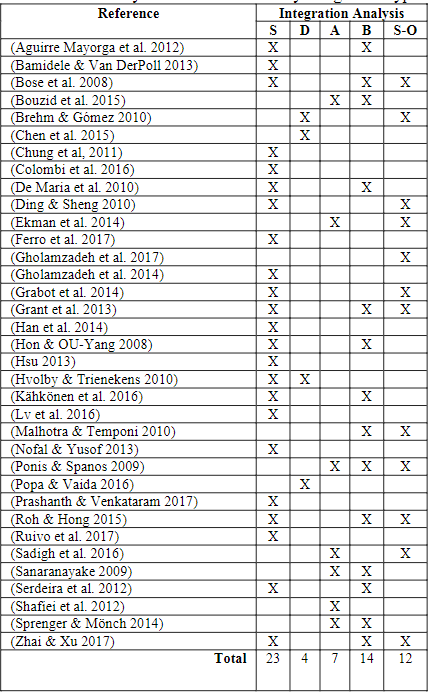 Reference Integration Analysis
S D A B S-O
(Aguirre Mayorga et al. 2012) X X
(Bamidele & Van DerPoll 2013) X
(Bose et al. 2008) X X X
(Bouzid et al. 2015) X X
(Brehm & Gómez 2010) X X
(Chen et al. 2015) X
(Chung et al, 2011) X
(Colombi et al. 2016) X
(De Maria et al. 2010) X X
(Ding & Sheng 2010) X X
(Ekman et al. 2014) X X
(Ferro et al. 2017) X
(Gholamzadeh et al. 2017) X
(Gholamzadeh et al. 2014) X
(Grabot et al. 2014) X X
(Grant et al. 2013) X X X
(Han et al. 2014) X
(Hon & OU-Yang 2008) X X
(Hsu 2013) X
(Hvolby & Trienekens 2010) X X
(Kähkönen et al. 2016) X X
(Lv et al. 2016) X
(Malhotra & Temponi 2010) X X
(Nofal & Yusof 2013) X
(Ponis & Spanos 2009) X X X
(Popa & Vaida 2016) X
(Prashanth & Venkataram 2017) X
(Roh & Hong 2015) X X X
(Ruivo et al. 2017) X
(Sadigh et al. 2016) X X
(Sanaranayake 2009) X X
(Serdeira et al. 2012) X X
(Shafiei et al. 2012) X
(Sprenger & Mönch 2014) X X
(Zhai & Xu 2017) X X X
Total 23 4 7 14 12